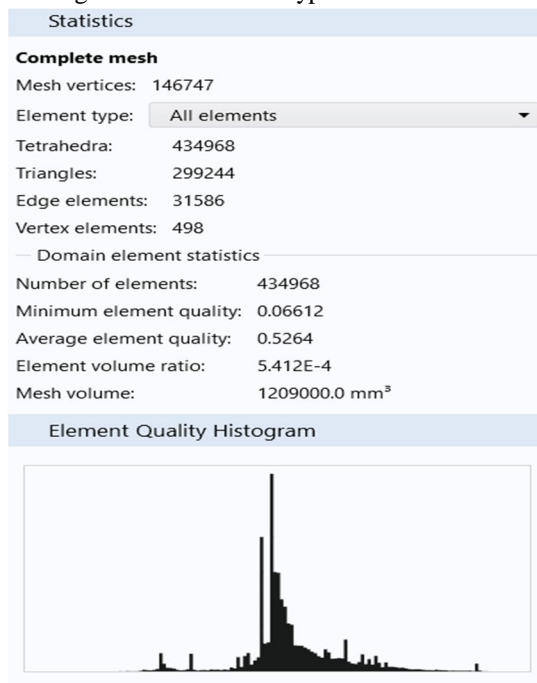 Statistics
Complete mesh
Mesh vertices: 146747
Element type: All elements
Tetrahedra: 434968
Triangles: 299244
Edge elements: 31586
Vertex elements: 498
Domain element statistics
Number of elements: 434968
Minimum element quality: 0.06612
Average element quality: 0.5264
Element volume ratio: 5.412E-4
Mesh volume: 1209000.0 mm³
Element Quality Histogram